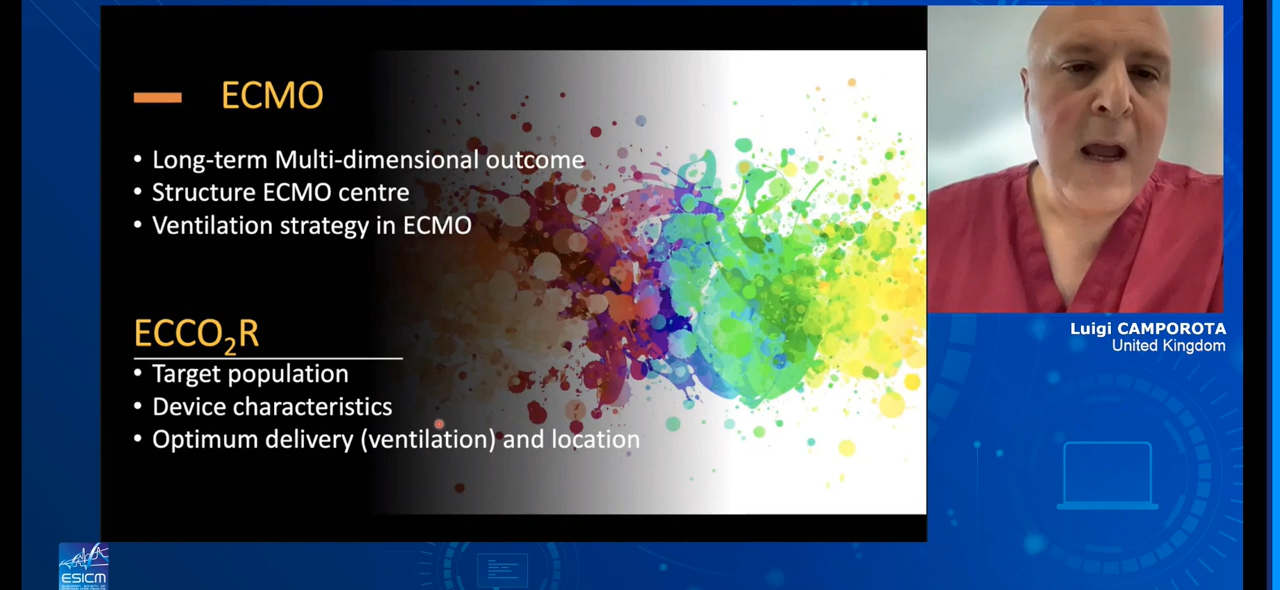 ECMO
• Long-term Multi-dimensional outcome
• Structure ECMO centre
• Ventilation strategy in ECMO
ECCO₂R
• Target population
• Device characteristics
• Optimum delivery (ventilation) and location
Luigi CAMPOROTA
United Kingdom
ESICM